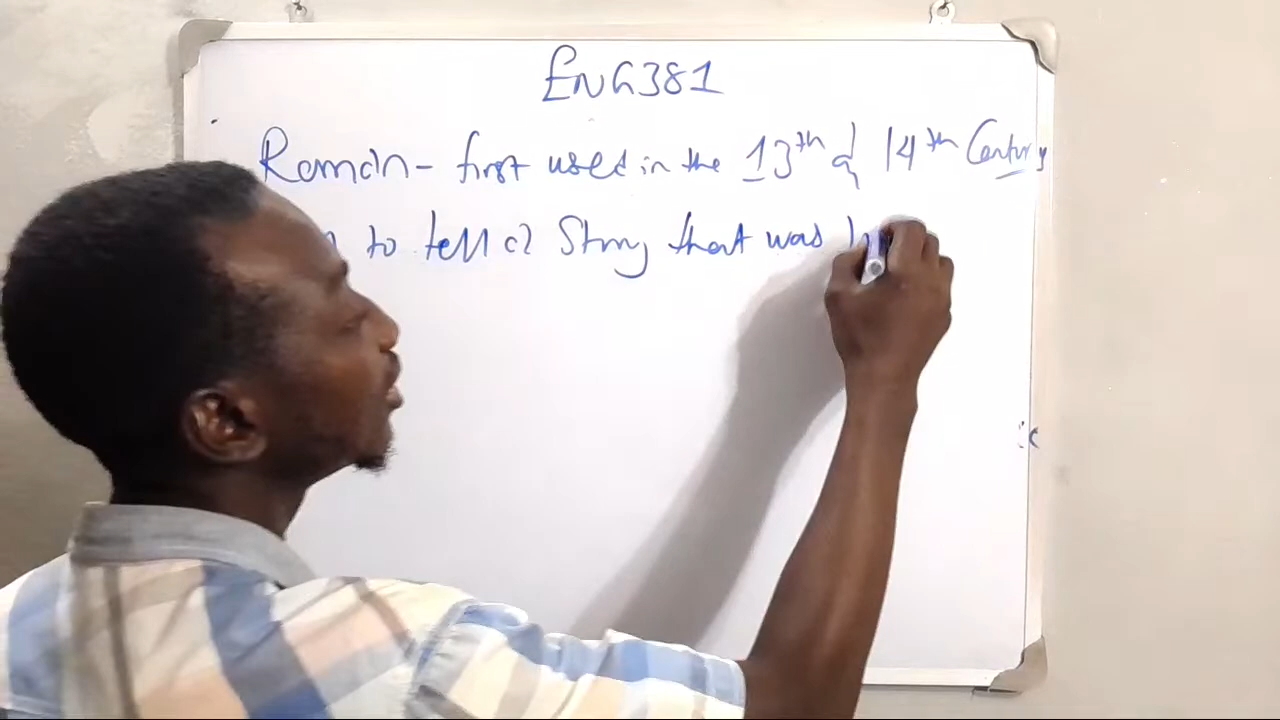 ENG381
Roman - first used in the 13th & 14th Century
to tell a Story that was